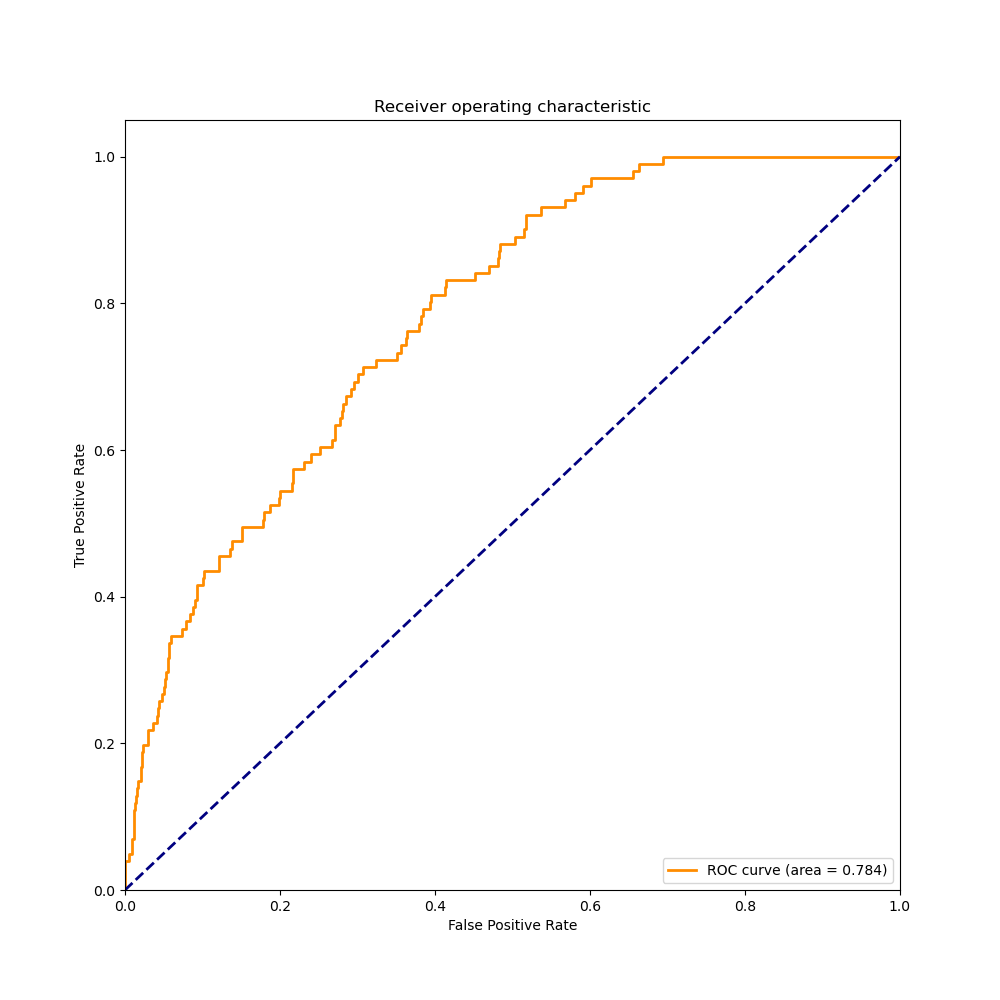 Receiver operating characteristic
1.0
0.8
0.6
0.4
0.2
0.0
True Positive Rate
ROC curve (area = 0.784)
0.0 0.2 0.4 0.6 0.8 1.0
False Positive Rate